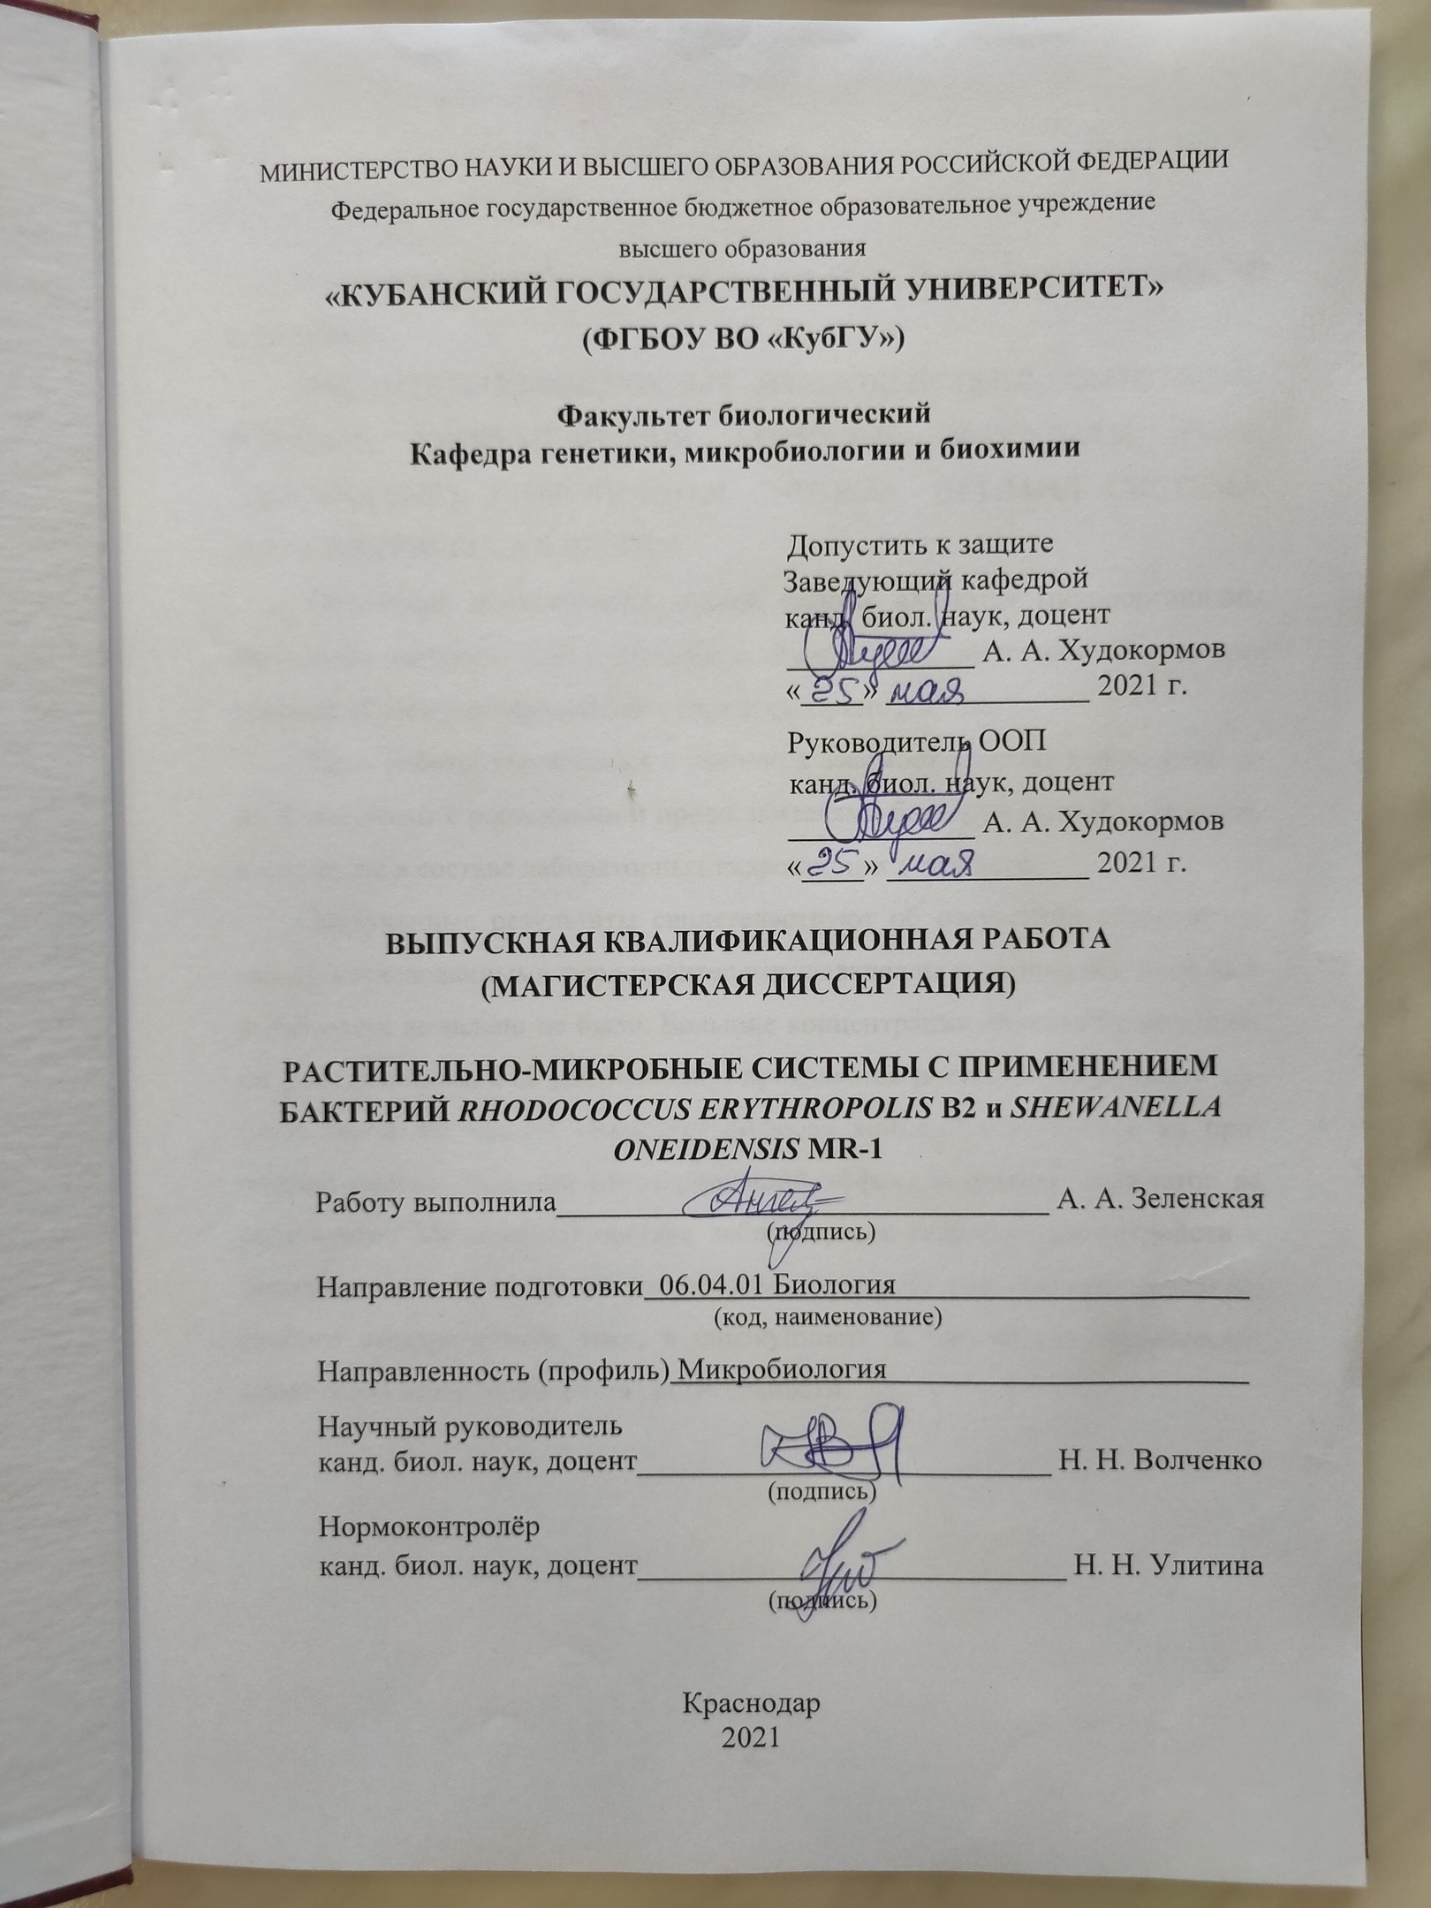 МИНИСТЕРСТВО НАУКИ И ВЫСШЕГО ОБРАЗОВАНИЯ РОССИЙСКОЙ ФЕДЕРАЦИИ
Федеральное государственное бюджетное образовательное учреждение
высшего образования
«КУБАНСКИЙ ГОСУДАРСТВЕННЫЙ УНИВЕРСИТЕТ»
(ФГБОУ ВО «КубГУ»)
Факультет биологический
Кафедра генетики, микробиологии и биохимии
Допустить к защите
Заведующий кафедрой
канд. биол. наук, доцент
А. А. Худокормов
«25» мая 2021 г.
Руководитель ООП
канд. биол. наук, доцент
А. А. Худокормов
«25» мая 2021 г.
ВЫПУСКНАЯ КВАЛИФИКАЦИОННАЯ РАБОТА
(МАГИСТЕРСКАЯ ДИССЕРТАЦИЯ)
РАСТИТЕЛЬНО-МИКРОБНЫЕ СИСТЕМЫ С ПРИМЕНЕНИЕМ
БАКТЕРИЙ RHODOCOCCUS ERYTHROPOLIS B2 и SHEWANELLA
ONEIDENSIS MR-1
Работу выполнила А. А. Зеленская
(подпись)
Направление подготовки 06.04.01 Биология
(код, наименование)
Направленность (профиль) Микробиология
Научный руководитель
канд. биол. наук, доцент Н. Н. Волченко
(подпись)
Нормоконтролёр
канд. биол. наук, доцент Н. Н. Улитина
(подпись)
Краснодар
2021